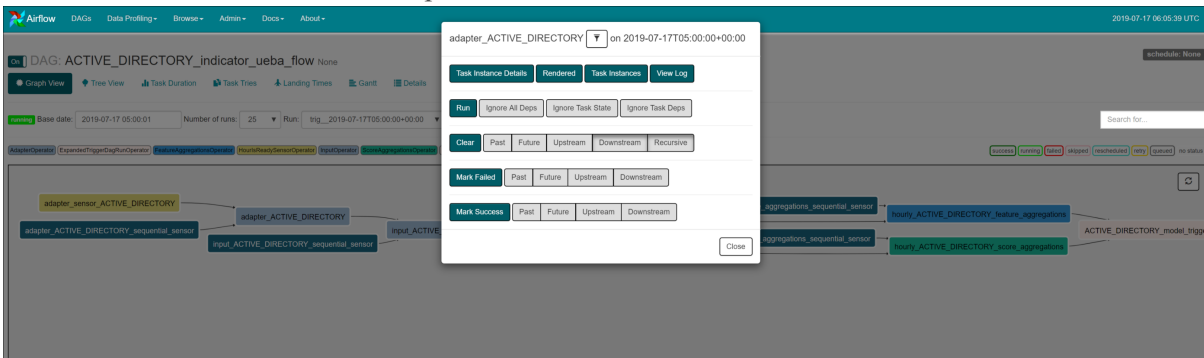 Airflow DAGs Data Profiling Browse Admin Docs About 2019-07-17 06:05:39 UTC
adapter_ACTIVE_DIRECTORY on 2019-07-17T05:00:00+00:00
On DAG: ACTIVE_DIRECTORY_indicator_ueba_flow None
schedule: None
Graph View Tree View Task Duration Task Tries Landing Times Gantt Details
Task Instance Details Rendered Task Instances View Log
Run Ignore All Deps Ignore Task State Ignore Task Deps
running Base date: 2019-07-17 05:00:01 Number of runs: 25 Run: trig__2019-07-17T05:00:00+00:00
Search for...
Clear Past Future Upstream Downstream Recursive
AdapterOperator ExpandedTriggerDagRunOperator FeatureAggregationsOperator HourIsReadySensorOperator InputOperator ScoreAggregationsOperator
success running failed skipped rescheduled retry queued no status
Mark Failed Past Future Upstream Downstream
Mark Success Past Future Upstream Downstream
Close
adapter_sensor_ACTIVE_DIRECTORY
adapter_ACTIVE_DIRECTORY_sequential_sensor
adapter_ACTIVE_DIRECTORY
input_ACTIVE_DIRECTORY_sequential_sensor
input_ACTIVE
_aggregations_sequential_sensor
_aggregations_sequential_sensor
hourly_ACTIVE_DIRECTORY_feature_aggregations
hourly_ACTIVE_DIRECTORY_score_aggregations
ACTIVE_DIRECTORY_model_trigge